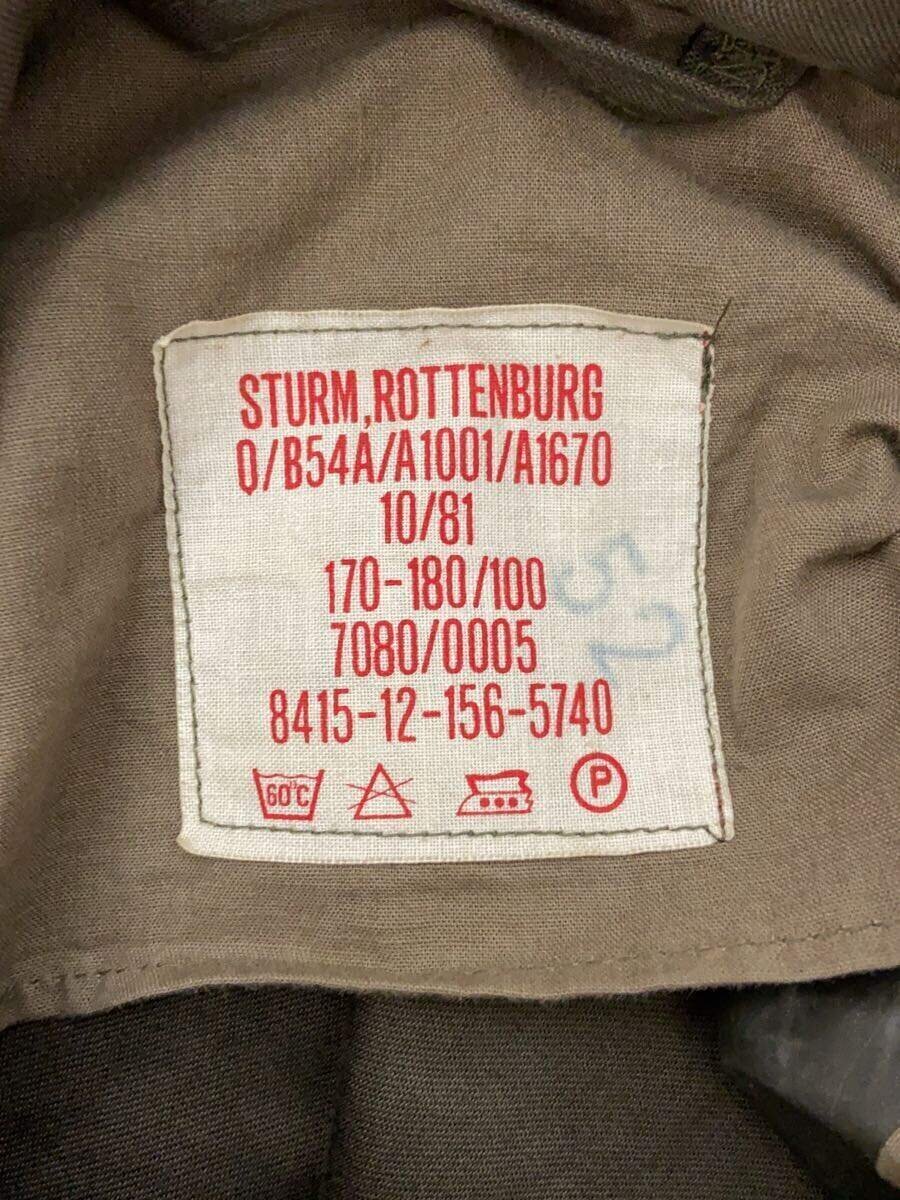 STURM,ROTTENBURG
Q/B54A/A1001/A1670
10/81
170-180/100
7080/0005
8415-12-156-5740
60°C
P
52